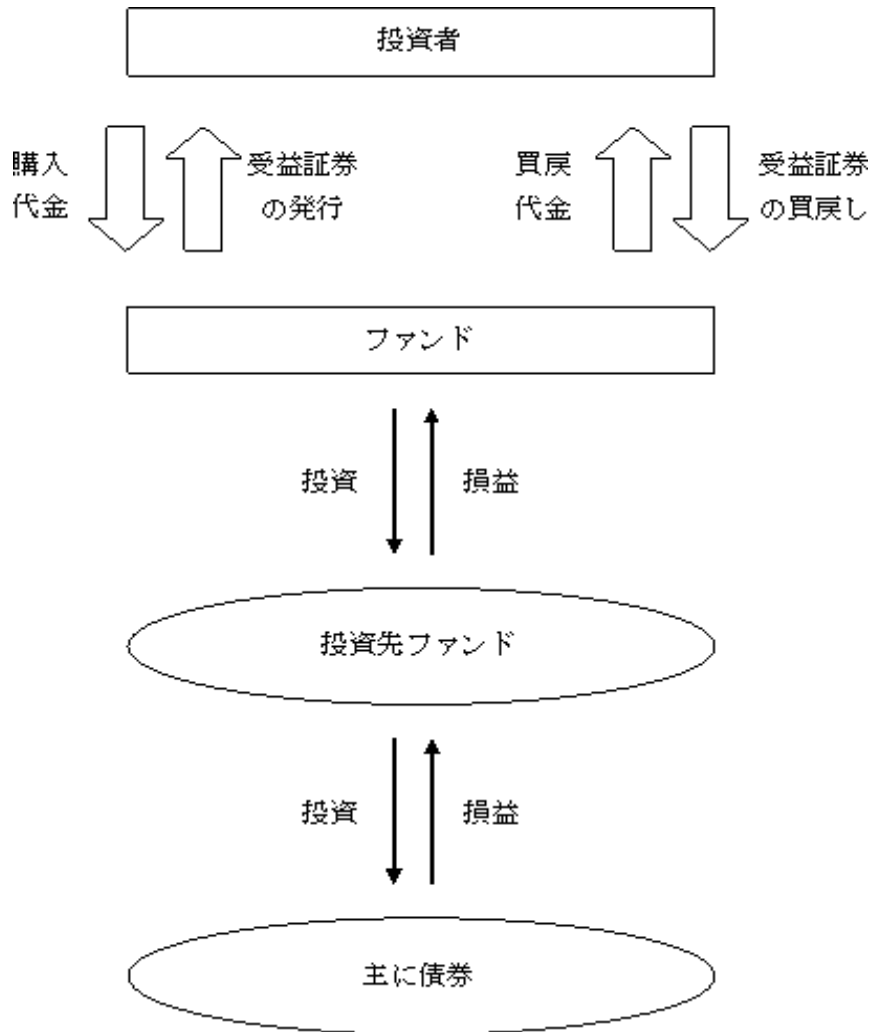 投資者
購入
代金
受益証券
の発行
買戻
代金
受益証券
の買戻し
ファンド
投資
損益
投資先ファンド
投資
損益
主に債券